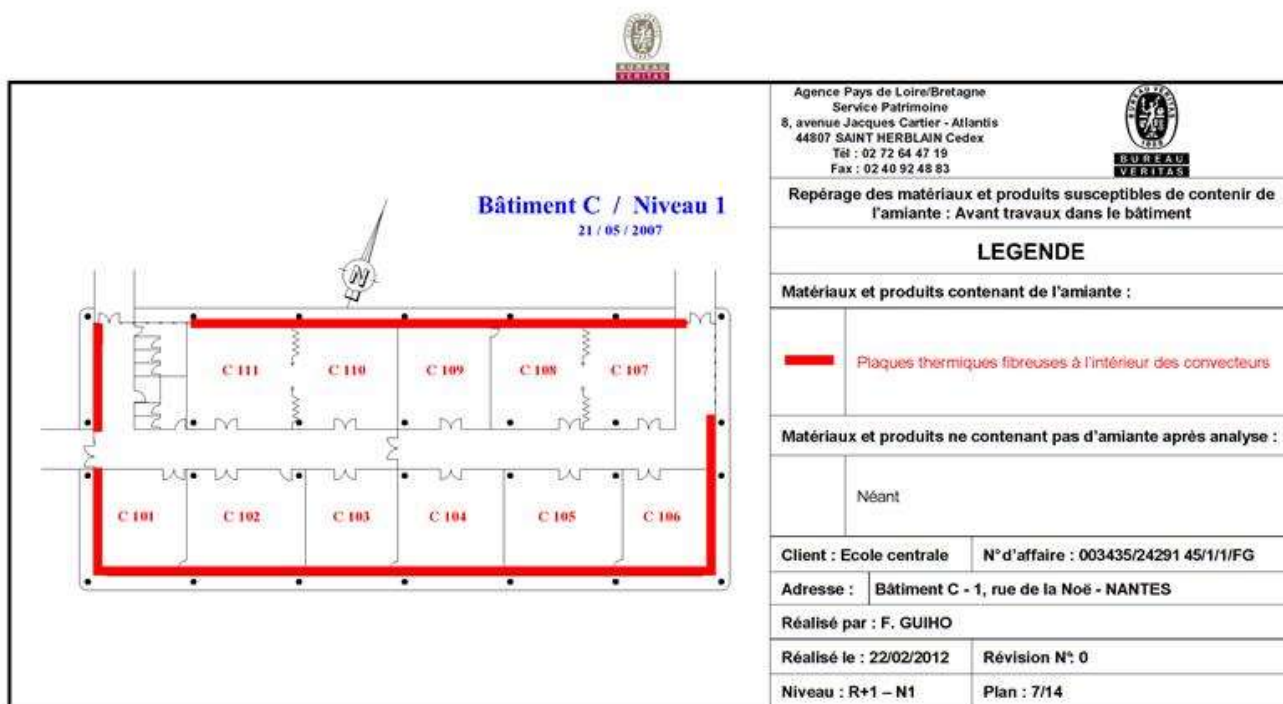 BUREAU
VERITAS
Bâtiment C / Niveau 1
21 / 05 / 2007
N
C 111
C 110
C 109
C 108
C 107
C 101
C 102
C 103
C 104
C 105
C 106
Agence Pays de Loire/Bretagne
Service Patrimoine
8, avenue Jacques Cartier - Atlantis
44807 SAINT HERBLAIN Cedex
Tél : 02 72 64 47 19
Fax : 02 40 92 48 83
BUREAU VERITAS
1828
BUREAU
VERITAS
Repérage des matériaux et produits susceptibles de contenir de
l'amiante : Avant travaux dans le bâtiment
LEGENDE
Matériaux et produits contenant de l'amiante :
Plaques thermiques fibreuses à l'intérieur des convecteurs
Matériaux et produits ne contenant pas d'amiante après analyse :
Néant
Client : Ecole centrale
N° d'affaire : 003435/24291 45/1/1/FG
Adresse : Bâtiment C - 1, rue de la Noë - NANTES
Réalisé par : F. GUIHO
Réalisé le : 22/02/2012
Révision N°: 0
Niveau : R+1 – N1
Plan : 7/14